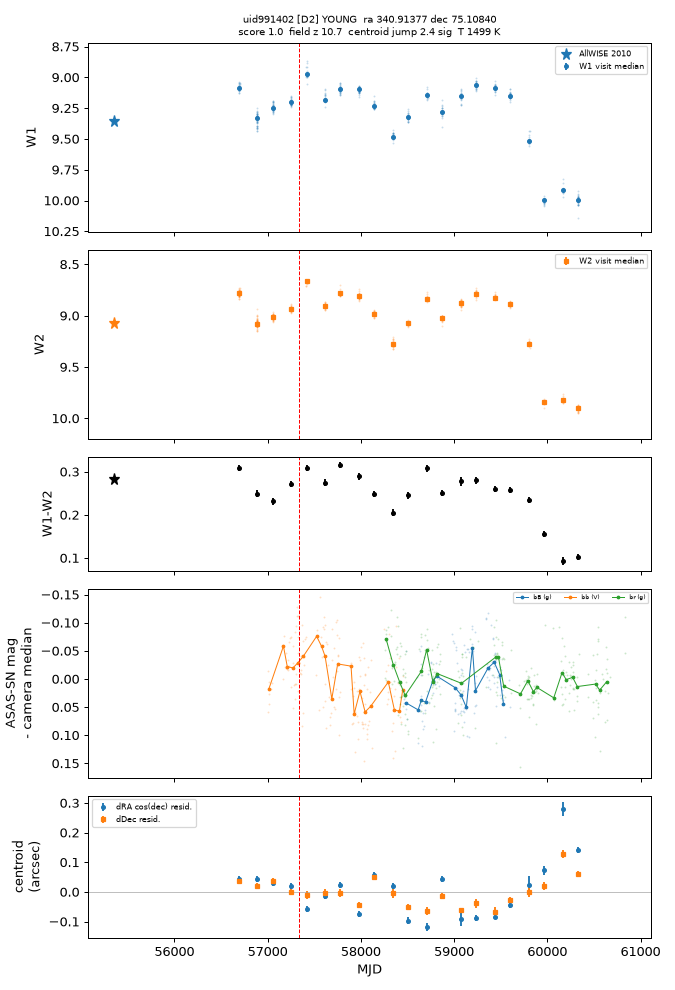 uid991402 [D2] YOUNG ra 340.91377 dec 75.10840
score 1.0 field z 10.7 centroid jump 2.4 sig T 1499 K
8.75
9.00
9.25
9.50
9.75
10.00
10.25
W1
AllWISE 2010
W1 visit median
8.5
9.0
9.5
10.0
W2
W2 visit median
0.3
0.2
0.1
W1-W2
−0.15
−0.10
−0.05
0.00
0.05
0.10
0.15
ASAS-SN mag
- camera median
bB (g)
bb (V)
br (g)
0.3
0.2
0.1
0.0
−0.1
centroid
(arcsec)
dRA cos(dec) resid.
dDec resid.
56000
57000
58000
59000
60000
61000
MJD